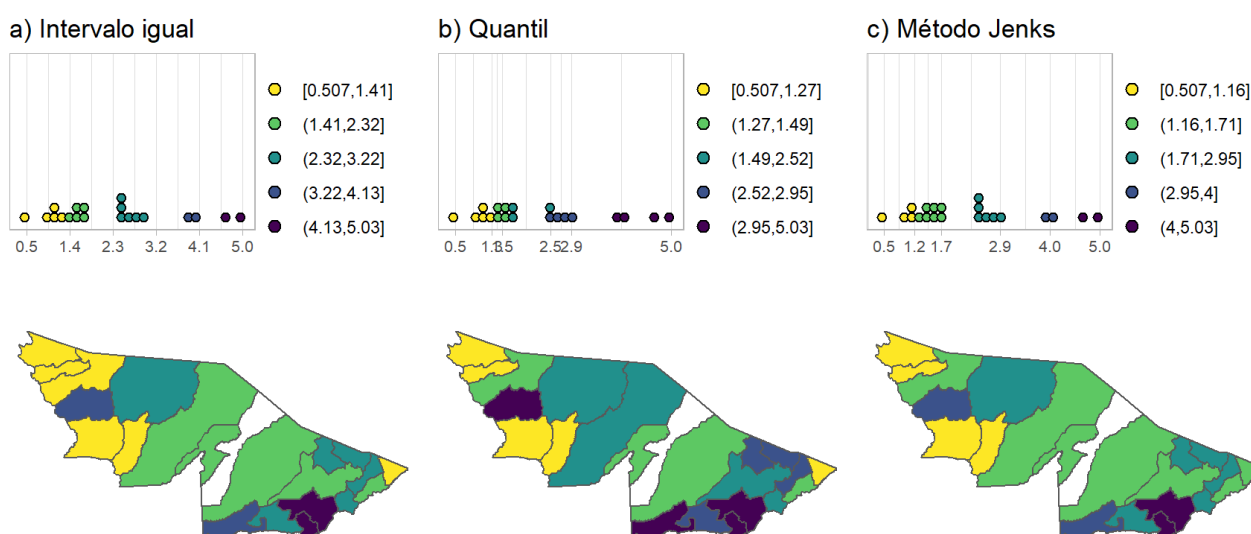 a) Intervalo igual
[0.507,1.41]
(1.41,2.32]
(2.32,3.22]
(3.22,4.13]
(4.13,5.03]
0.5 1.4 2.3 3.2 4.1 5.0
b) Quantil
[0.507,1.27]
(1.27,1.49]
(1.49,2.52]
(2.52,2.95]
(2.95,5.03]
0.5 2.9 5.0
c) Método Jenks
[0.507,1.16]
(1.16,1.71]
(1.71,2.95]
(2.95,4]
(4,5.03]
0.5 1.2 1.7 2.9 4.0 5.0